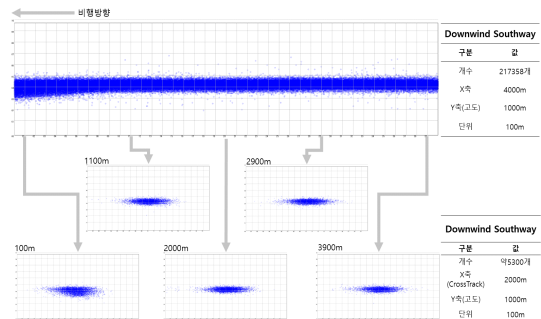 비행방향
Downwind Southway
구분 값
개수 217358개
X축 4000m
Y축(고도) 1000m
단위 100m
1100m
2900m
100m
2000m
3900m
Downwind Southway
구분 값
개수 약5300개
X축
(CrossTrack) 2000m
Y축(고도) 1000m
단위 100m